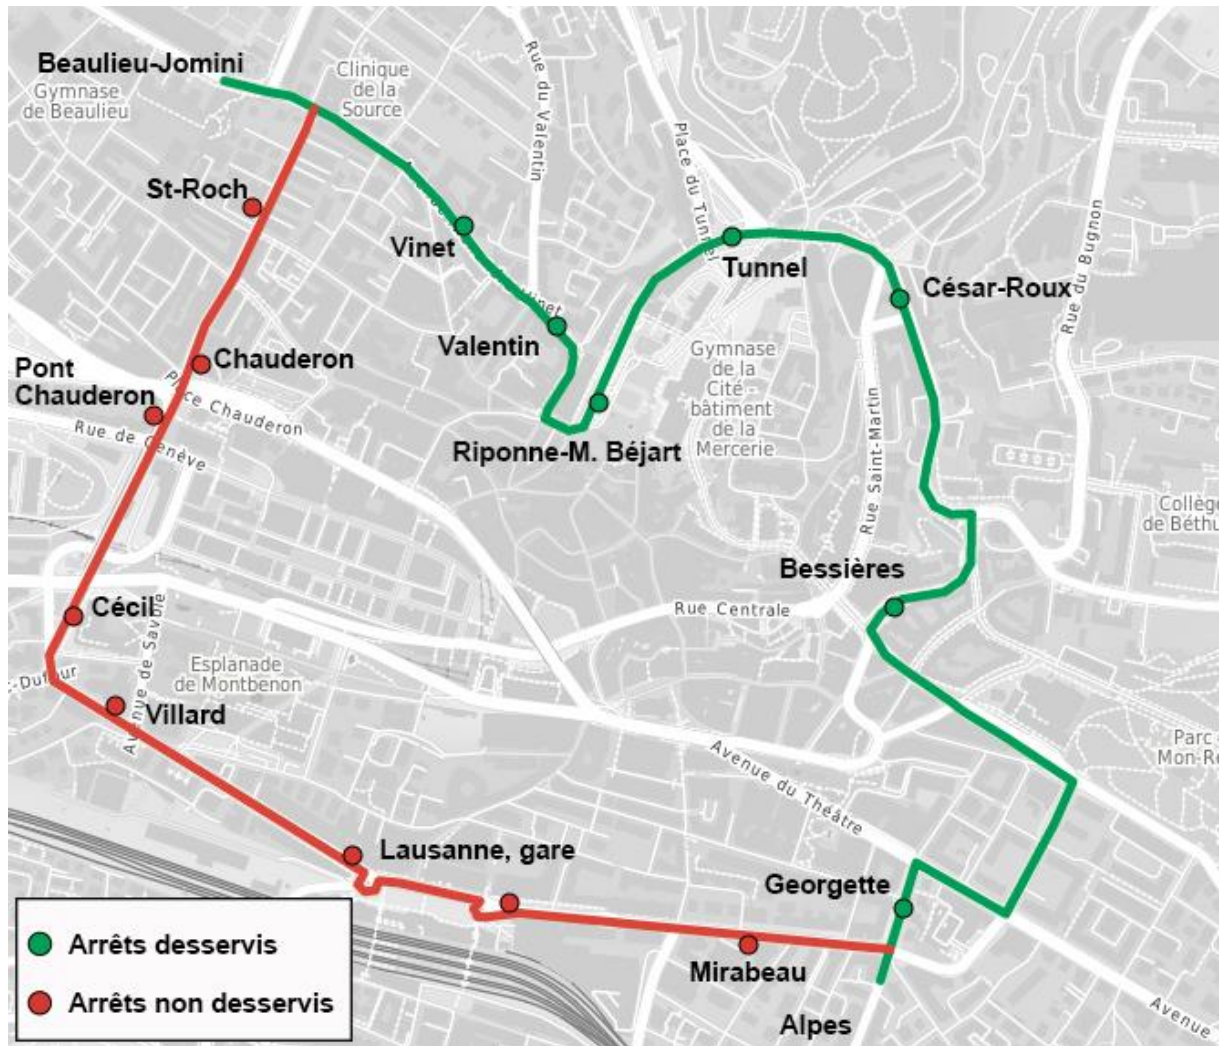 Beaulieu-Jomini
Gymnase
de Beaulieu
Clinique
de la
Source
Rue du Valentin
Place du Tunnel
St-Roch
Vinet
Tunnel
César-Roux
Rue du Bugnon
Valentin
Chauderon
Pont
Chauderon
Place Chauderon
Rue de Genève
Gymnase
de la
Cité -
bâtiment
de la
Mercerie
Riponne-M. Béjart
Rue Saint-Martin
Collège
de Béthu
Bessières
Rue Centrale
Cécil
Avenue de Savoie
Esplanade
de Montbenon
-Dufour
Villard
Parc
Mon-Re
Avenue du Théâtre
Lausanne, gare
Georgette
Mirabeau
Alpes
Avenue
Arrêts desservis
Arrêts non desservis